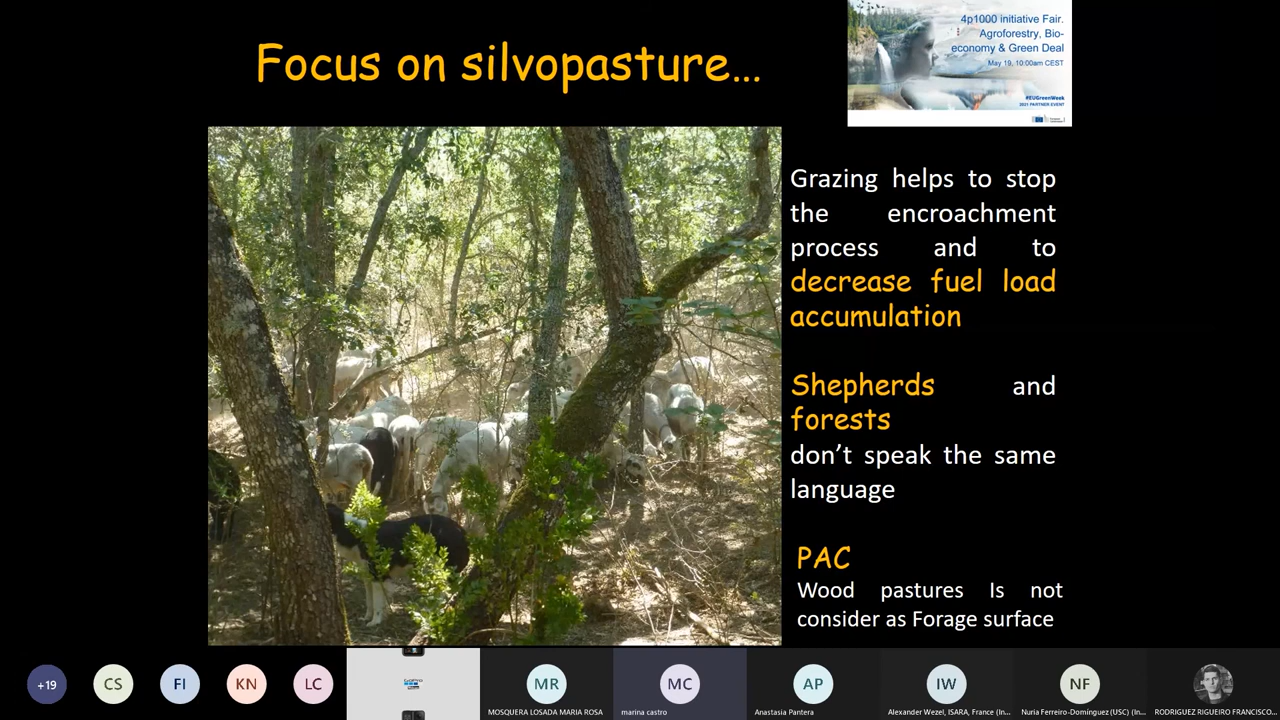 Focus on silvopasture...
4p1000 initiative Fair.
Agroforestry, Bio-
economy & Green Deal
May 19, 10:00am CEST
#EUGreenWeek
2021 PARTNER EVENT
Grazing helps to stop
the encroachment
process and to
decrease fuel load
accumulation
Shepherds and
forests
don't speak the same
language
PAC
Wood pastures Is not
consider as Forage surface
+19
CS
FI
KN
LC
GoPro
MR
MC
AP
IW
NF
MOSQUERA LOSADA MARIA ROSA
marina castro
Anastasia Pantera
Alexander Wezel, ISARA, France (In...
Nuria Ferreiro-Domínguez (USC) (In...
RODRIGUEZ RIGUEIRO FRANCISCO...